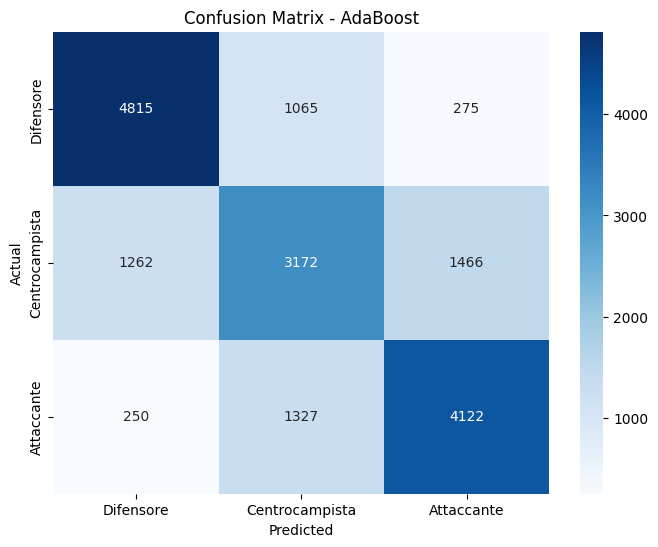 Confusion Matrix - AdaBoost
Actual
Difensore
4815 1065 275
Centrocampista
1262 3172 1466
Attaccante
250 1327 4122
Difensore Centrocampista Attaccante
Predicted
4000
3000
2000
1000